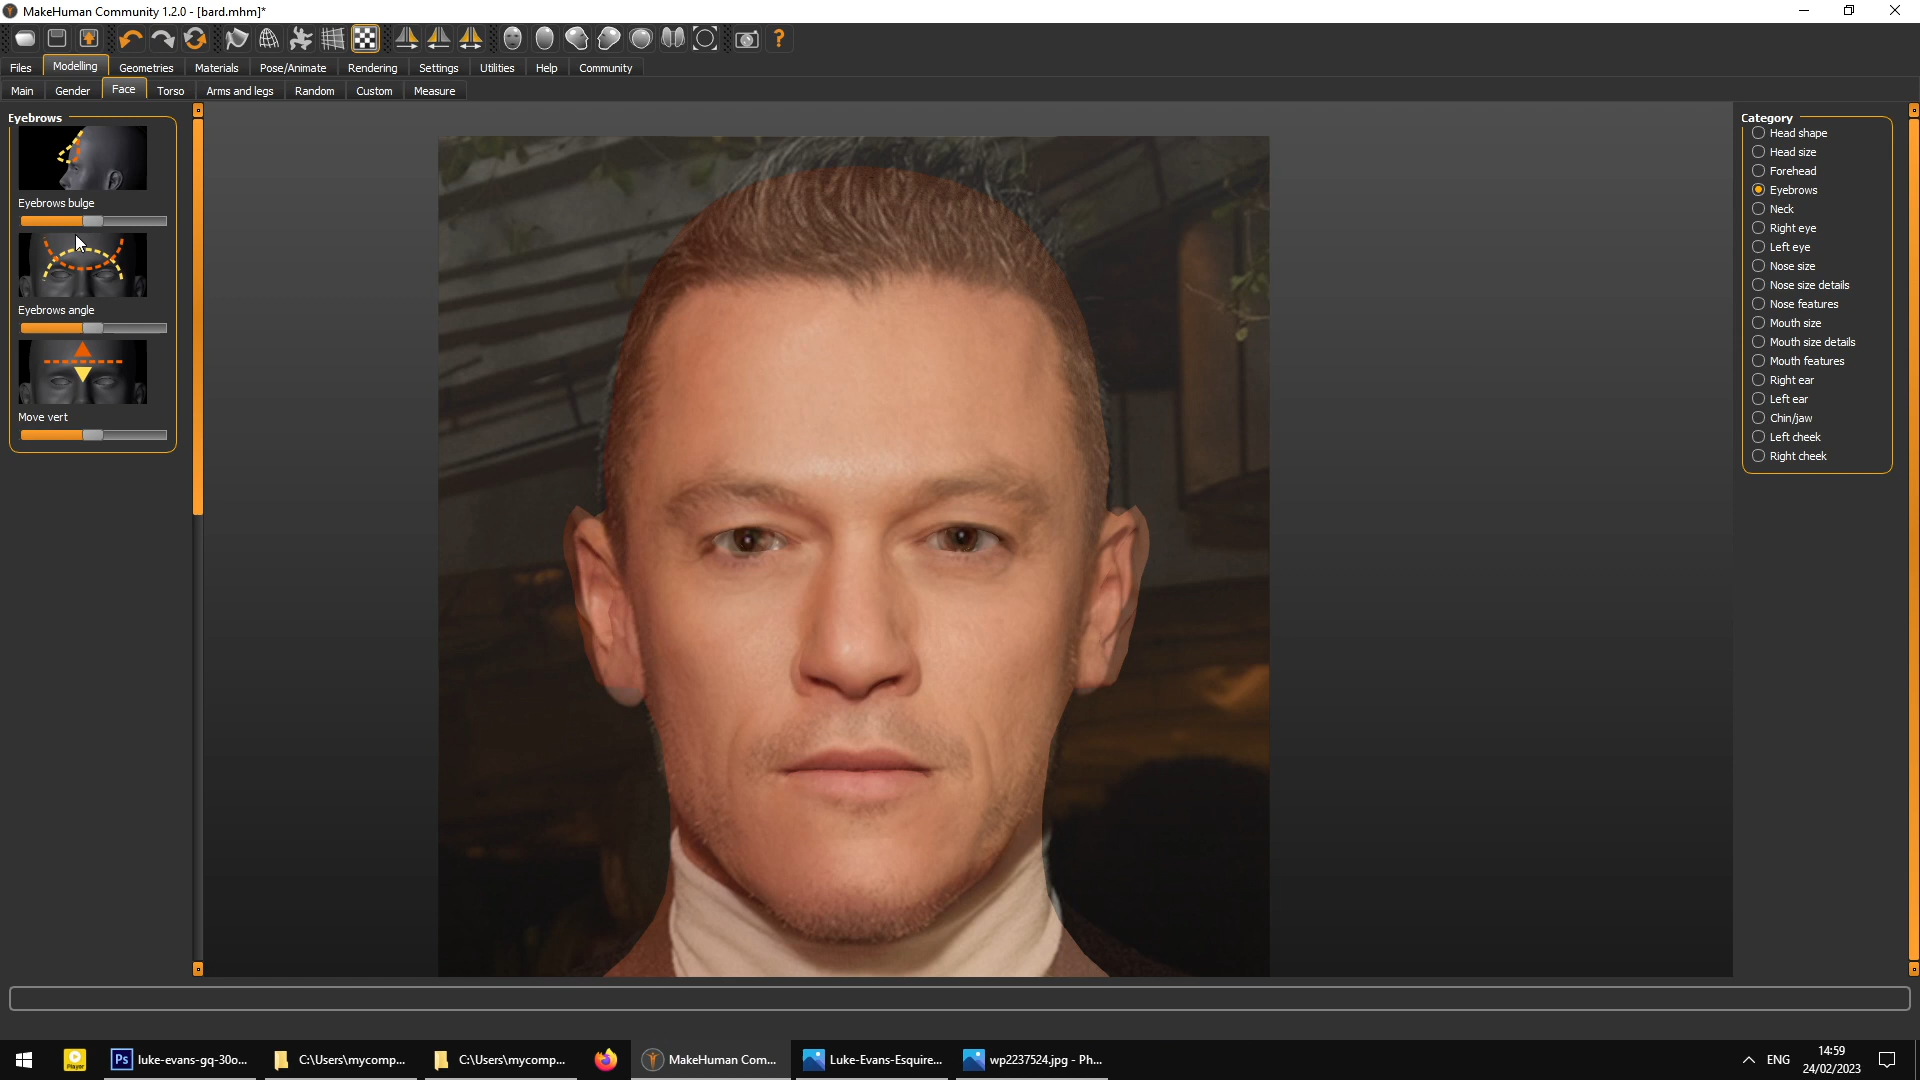 MakeHuman Community 1.2.0 - [bard.mhm]*
Files Modelling Geometries Materials Pose/Animate Rendering Settings Utilities Help Community
Main Gender Face Torso Arms and legs Random Custom Measure
Eyebrows
Eyebrows bulge
Eyebrows angle
Move vert
Category
Head shape
Head size
Forehead
Eyebrows
Neck
Right eye
Left eye
Nose size
Nose size details
Nose features
Mouth size
Mouth size details
Mouth features
Right ear
Left ear
Chin/jaw
Left cheek
Right cheek
Player
Ps luke-evans-gq-30o...
C:\Users\mycomp...
C:\Users\mycomp...
MakeHuman Com...
Luke-Evans-Esquire...
wp2237524.jpg - Ph...
ENG
14:59
24/02/2023